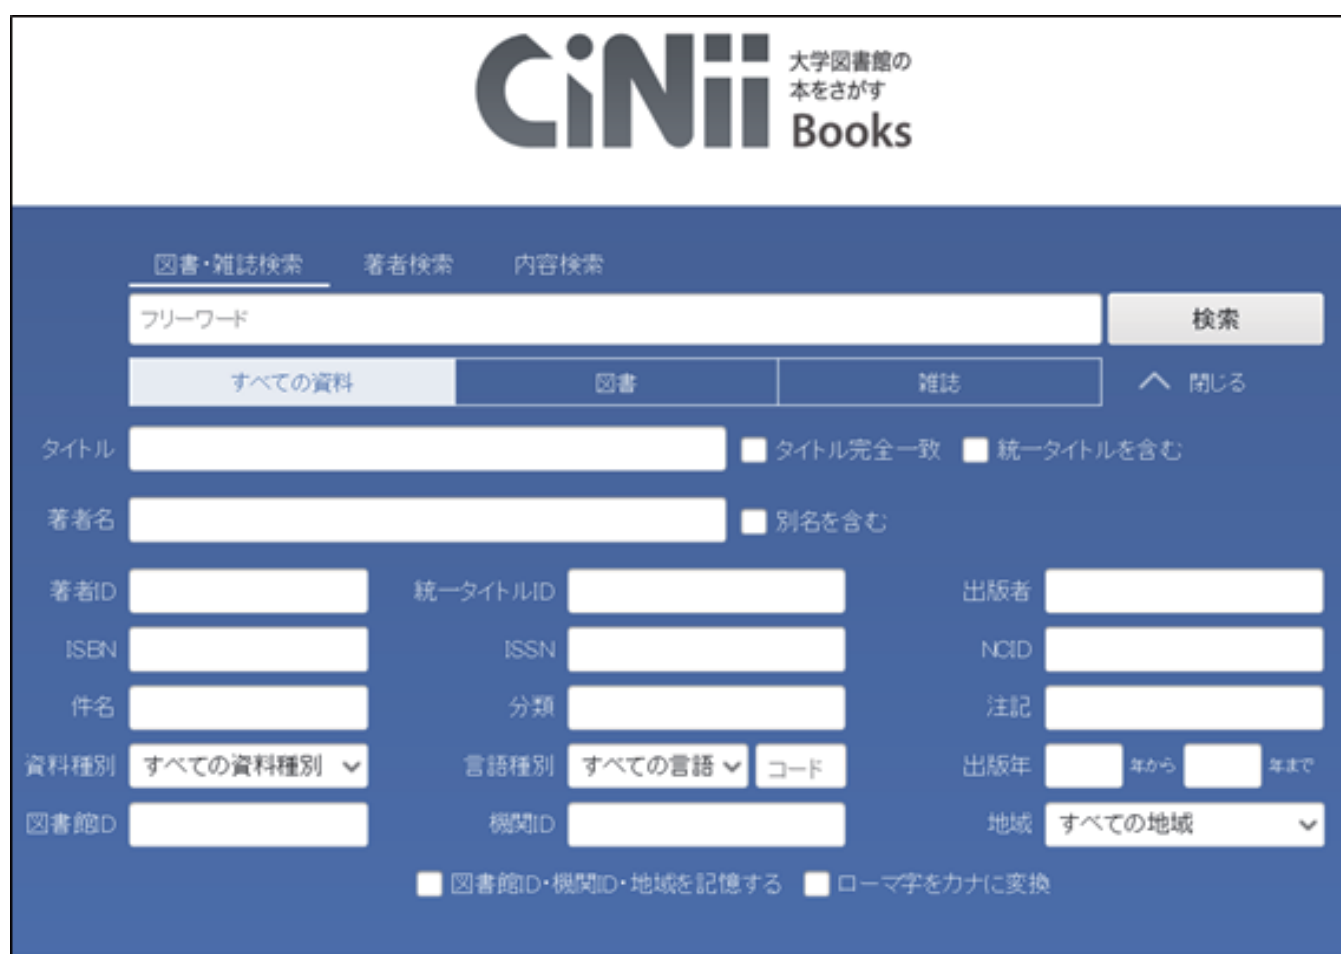 CiNii 大学図書館の
本をさがす
Books
図書・雑誌検索 著者検索 内容検索
フリーワード 検索
すべての資料 図書 雑誌 閉じる
タイトル タイトル完全一致 統一タイトルを含む
著者名 別名を含む
著者ID 統一タイトルID 出版者
ISBN ISSN NCID
件名 分類 注記
資料種別 すべての資料種別 言語種別 すべての言語 コード 出版年 年から 年まで
図書館ID 機関ID 地域 すべての地域
図書館ID・機関ID・地域を記憶する ローマ字をカナに変換